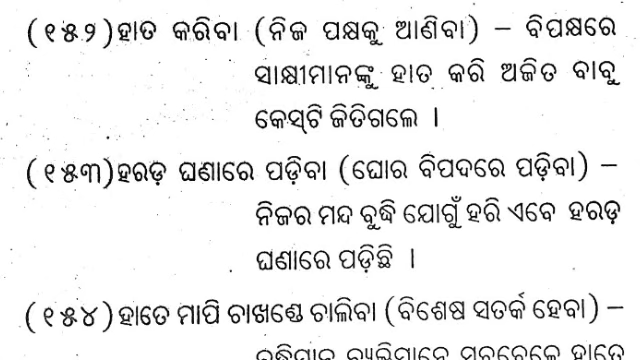 (୧୫୨) ହାତ କରିବା (ନିଜ ପକ୍ଷକୁ ଆଣିବା) – ବିପକ୍ଷରେ
ସାକ୍ଷୀମାନଙ୍କୁ ହାତ କରି ଅଜିତ ବାବୁ
କେସ୍‌ଟି ଜିତିଗଲେ ।
(୧୫୩) ହରଡ଼ ଘଣାରେ ପଡ଼ିବା (ଘୋର ବିପଦରେ ପଡ଼ିବା) –
ନିଜର ମନ୍ଦ ବୁଦ୍ଧି ଯୋଗୁଁ ହରି ଏବେ ହରଡ଼
ଘଣାରେ ପଡ଼ିଛି ।
(୧୫୪) ହାତେ ମାପି ଚାଖଣ୍ଡେ ଚାଲିବା (ବିଶେଷ ସତର୍କ ହେବା) –